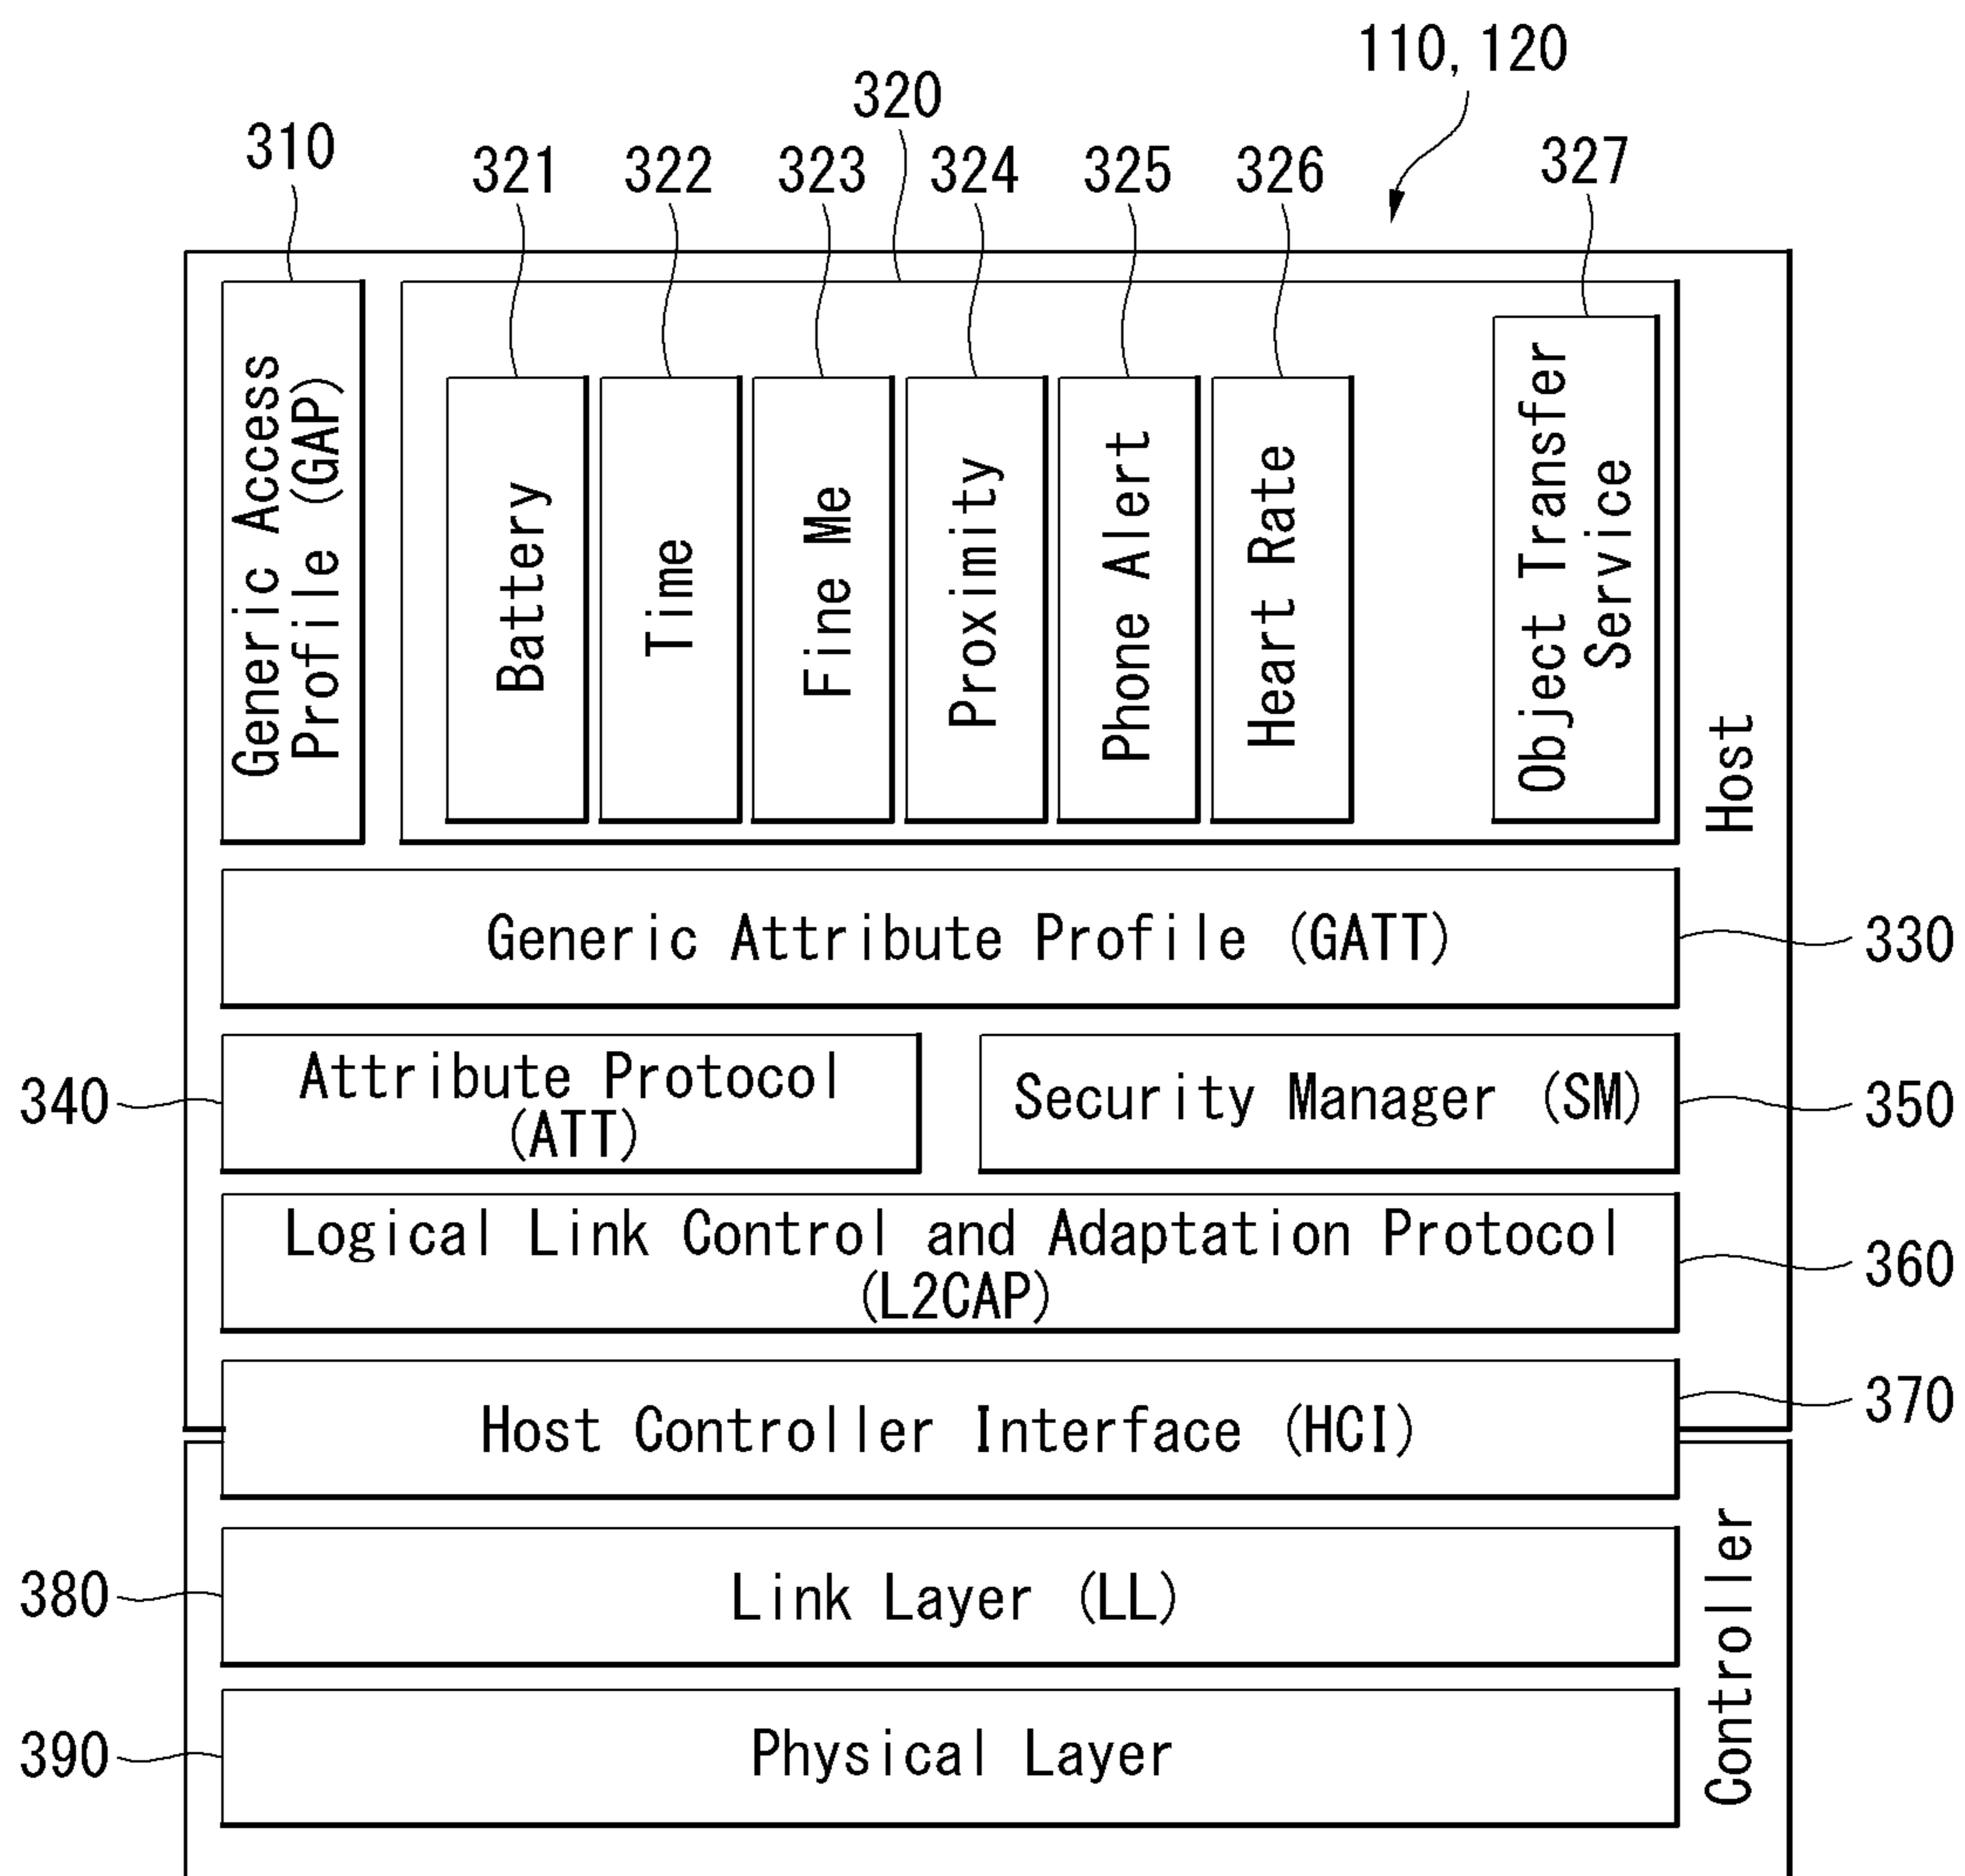 110, 120
320
310
321
322
323
324
325
326
327
Generic Access
Profile (GAP)
Battery
Time
Fine Me
Proximity
Phone Alert
Heart Rate
Object Transfer
Service
Host
Generic Attribute Profile (GATT)
330
340
Attribute Protocol
(ATT)
Security Manager (SM)
350
Logical Link Control and Adaptation Protocol
(L2CAP)
360
Host Controller Interface (HCI)
370
380
Link Layer (LL)
Controller
390
Physical Layer